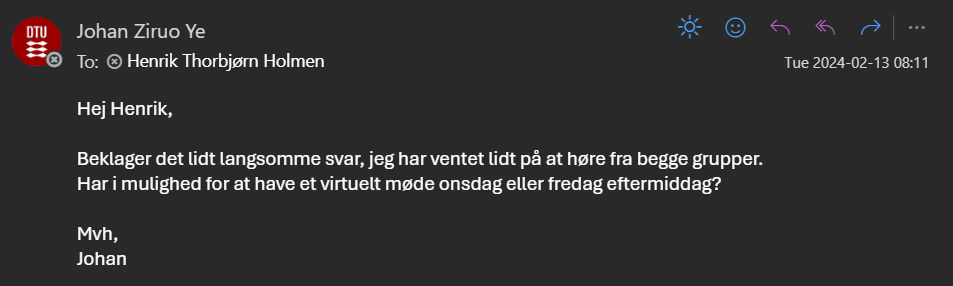 DTU
Johan Ziruo Ye
To: Henrik Thorbjørn Holmen
Tue 2024-02-13 08:11
Hej Henrik,
Beklager det lidt langsomme svar, jeg har ventet lidt på at høre fra begge grupper.
Har i mulighed for at have et virtuelt møde onsdag eller fredag eftermiddag?
Mvh,
Johan